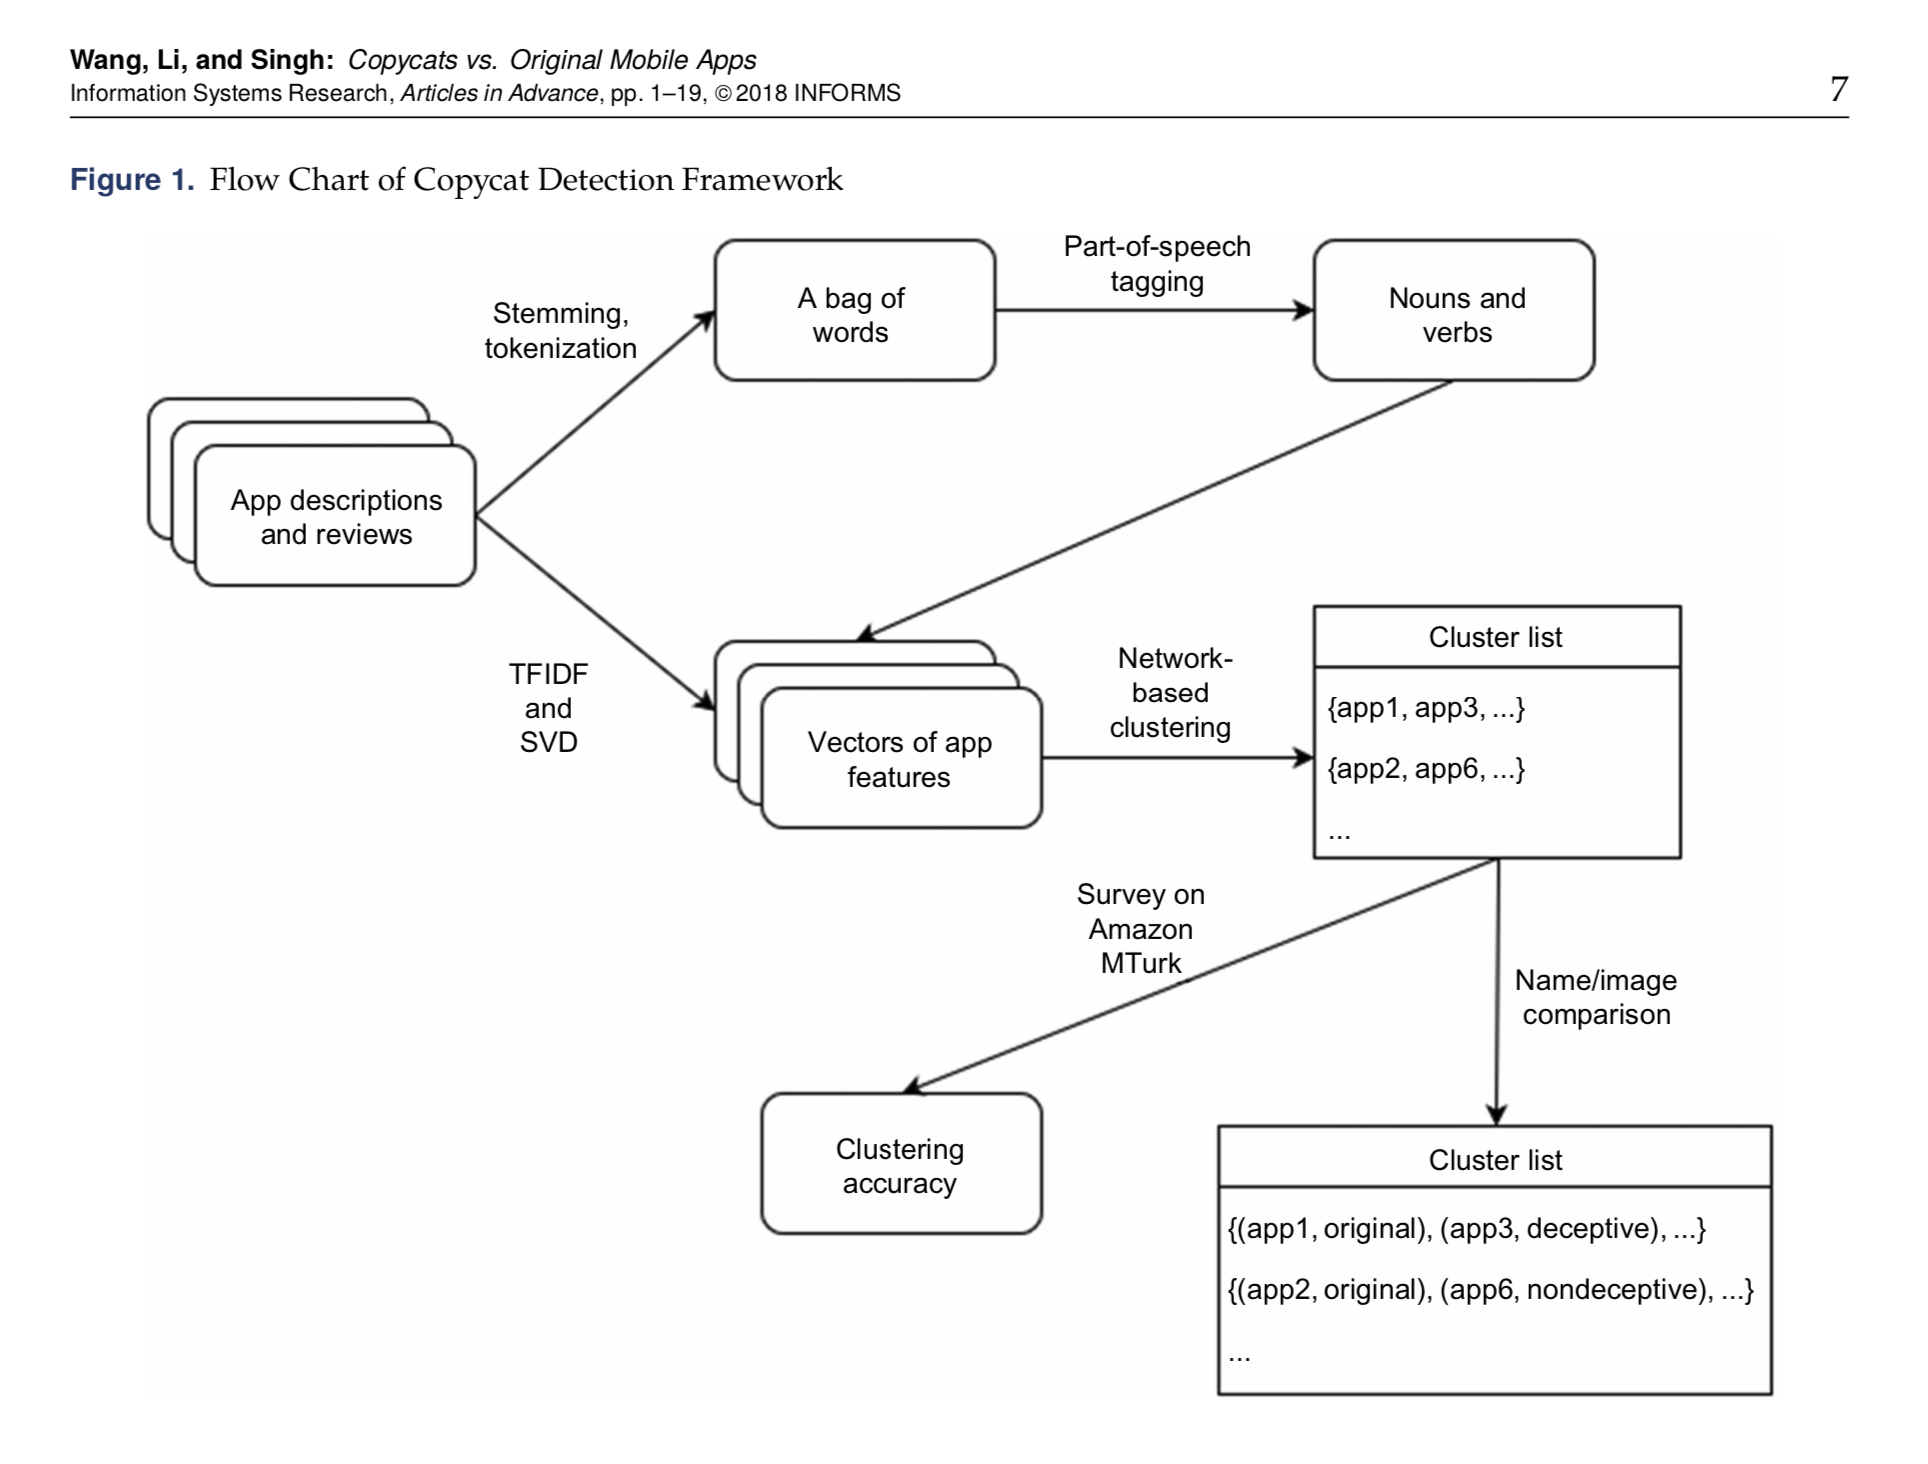 Wang, Li, and Singh: Copycats vs. Original Mobile Apps
Information Systems Research, Articles in Advance, pp. 1–19, © 2018 INFORMS
7
Figure 1. Flow Chart of Copycat Detection Framework
Stemming,
tokenization
A bag of
words
Part-of-speech
tagging
Nouns and
verbs
App descriptions
and reviews
TFIDF
and
SVD
Vectors of app
features
Network-
based
clustering
Cluster list
{app1, app3, ...}
{app2, app6, ...}
...
Survey on
Amazon
MTurk
Name/image
comparison
Clustering
accuracy
Cluster list
{(app1, original), (app3, deceptive), ...}
{(app2, original), (app6, nondeceptive), ...}
...